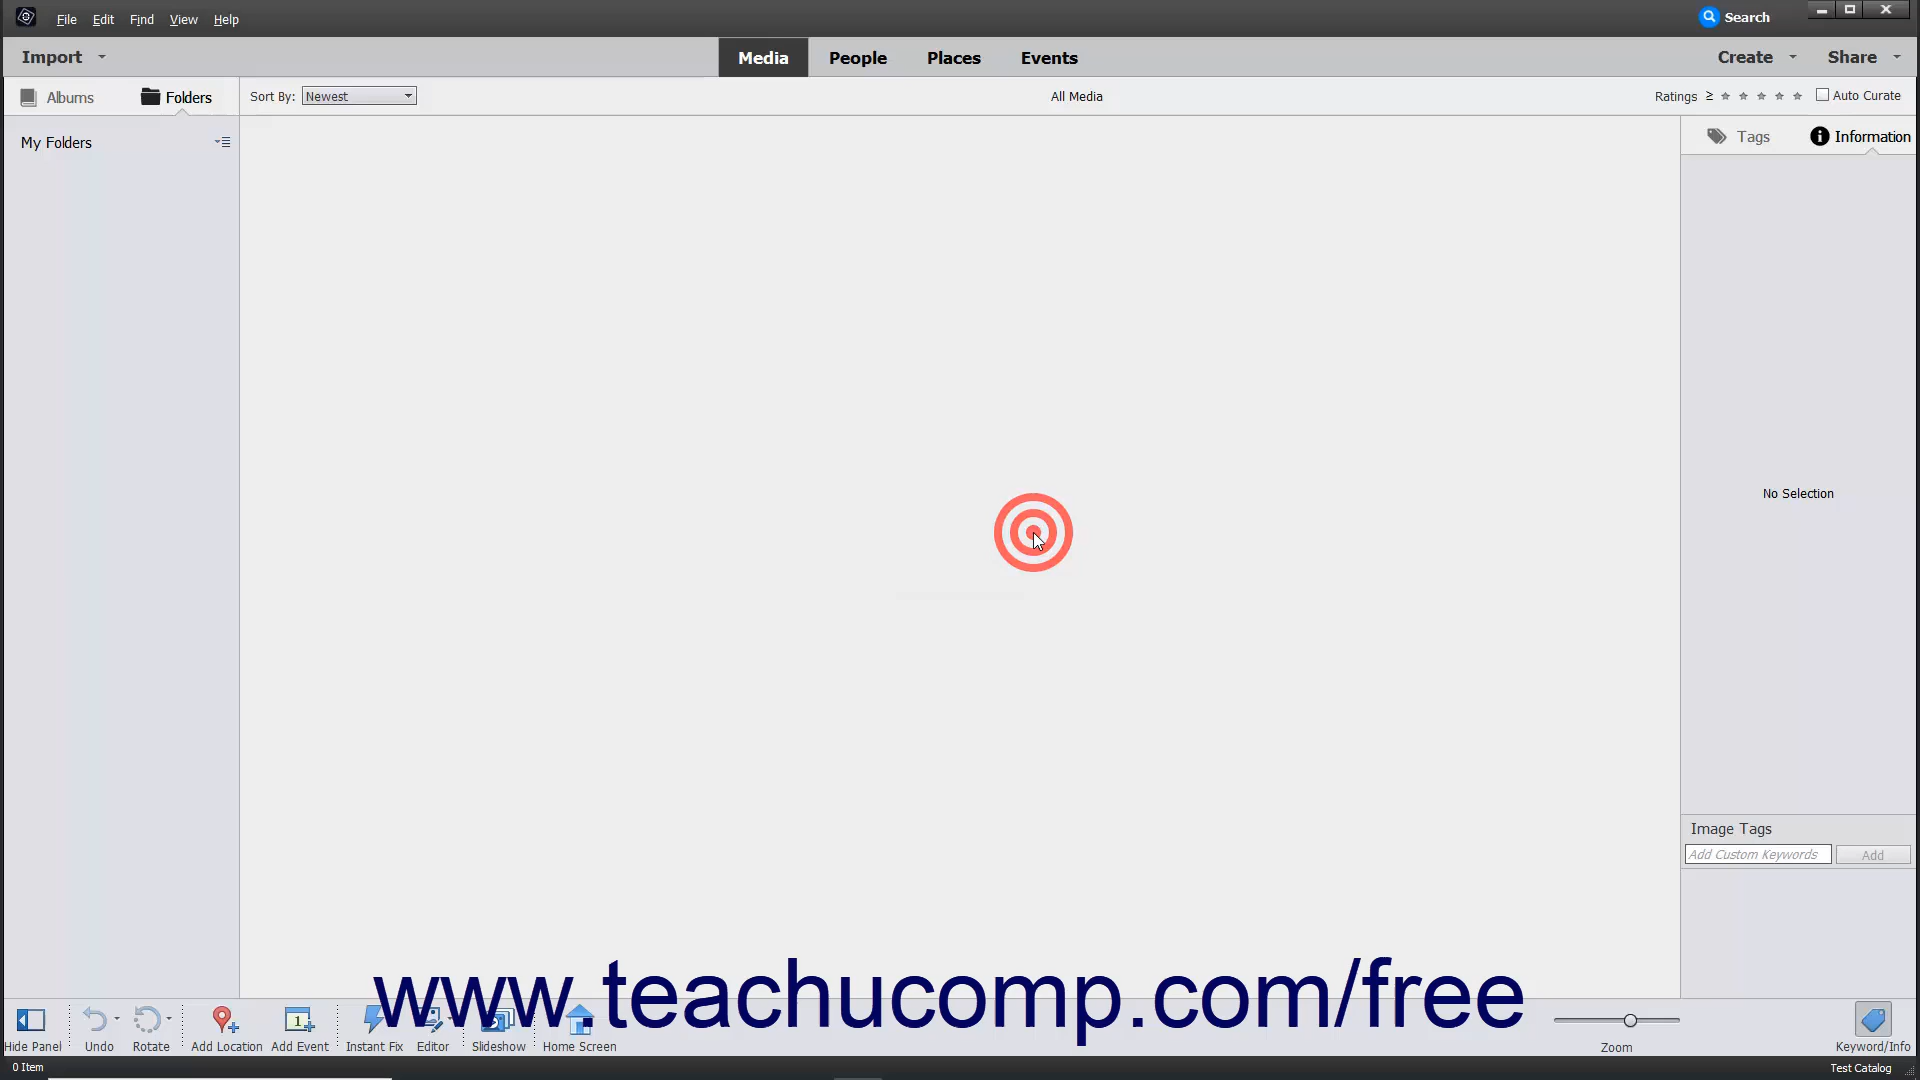 File Edit Find View Help Search
Import Media People Places Events Create Share
Albums Folders Sort By: Newest All Media Ratings ≥ Auto Curate
My Folders Tags Information
No Selection
Image Tags
Add Custom Keywords Add
www.teachucomp.com/free
Hide Panel Undo Rotate Add Location Add Event Instant Fix Editor Slideshow Home Screen Zoom Keyword/Info
0 Item Test Catalog